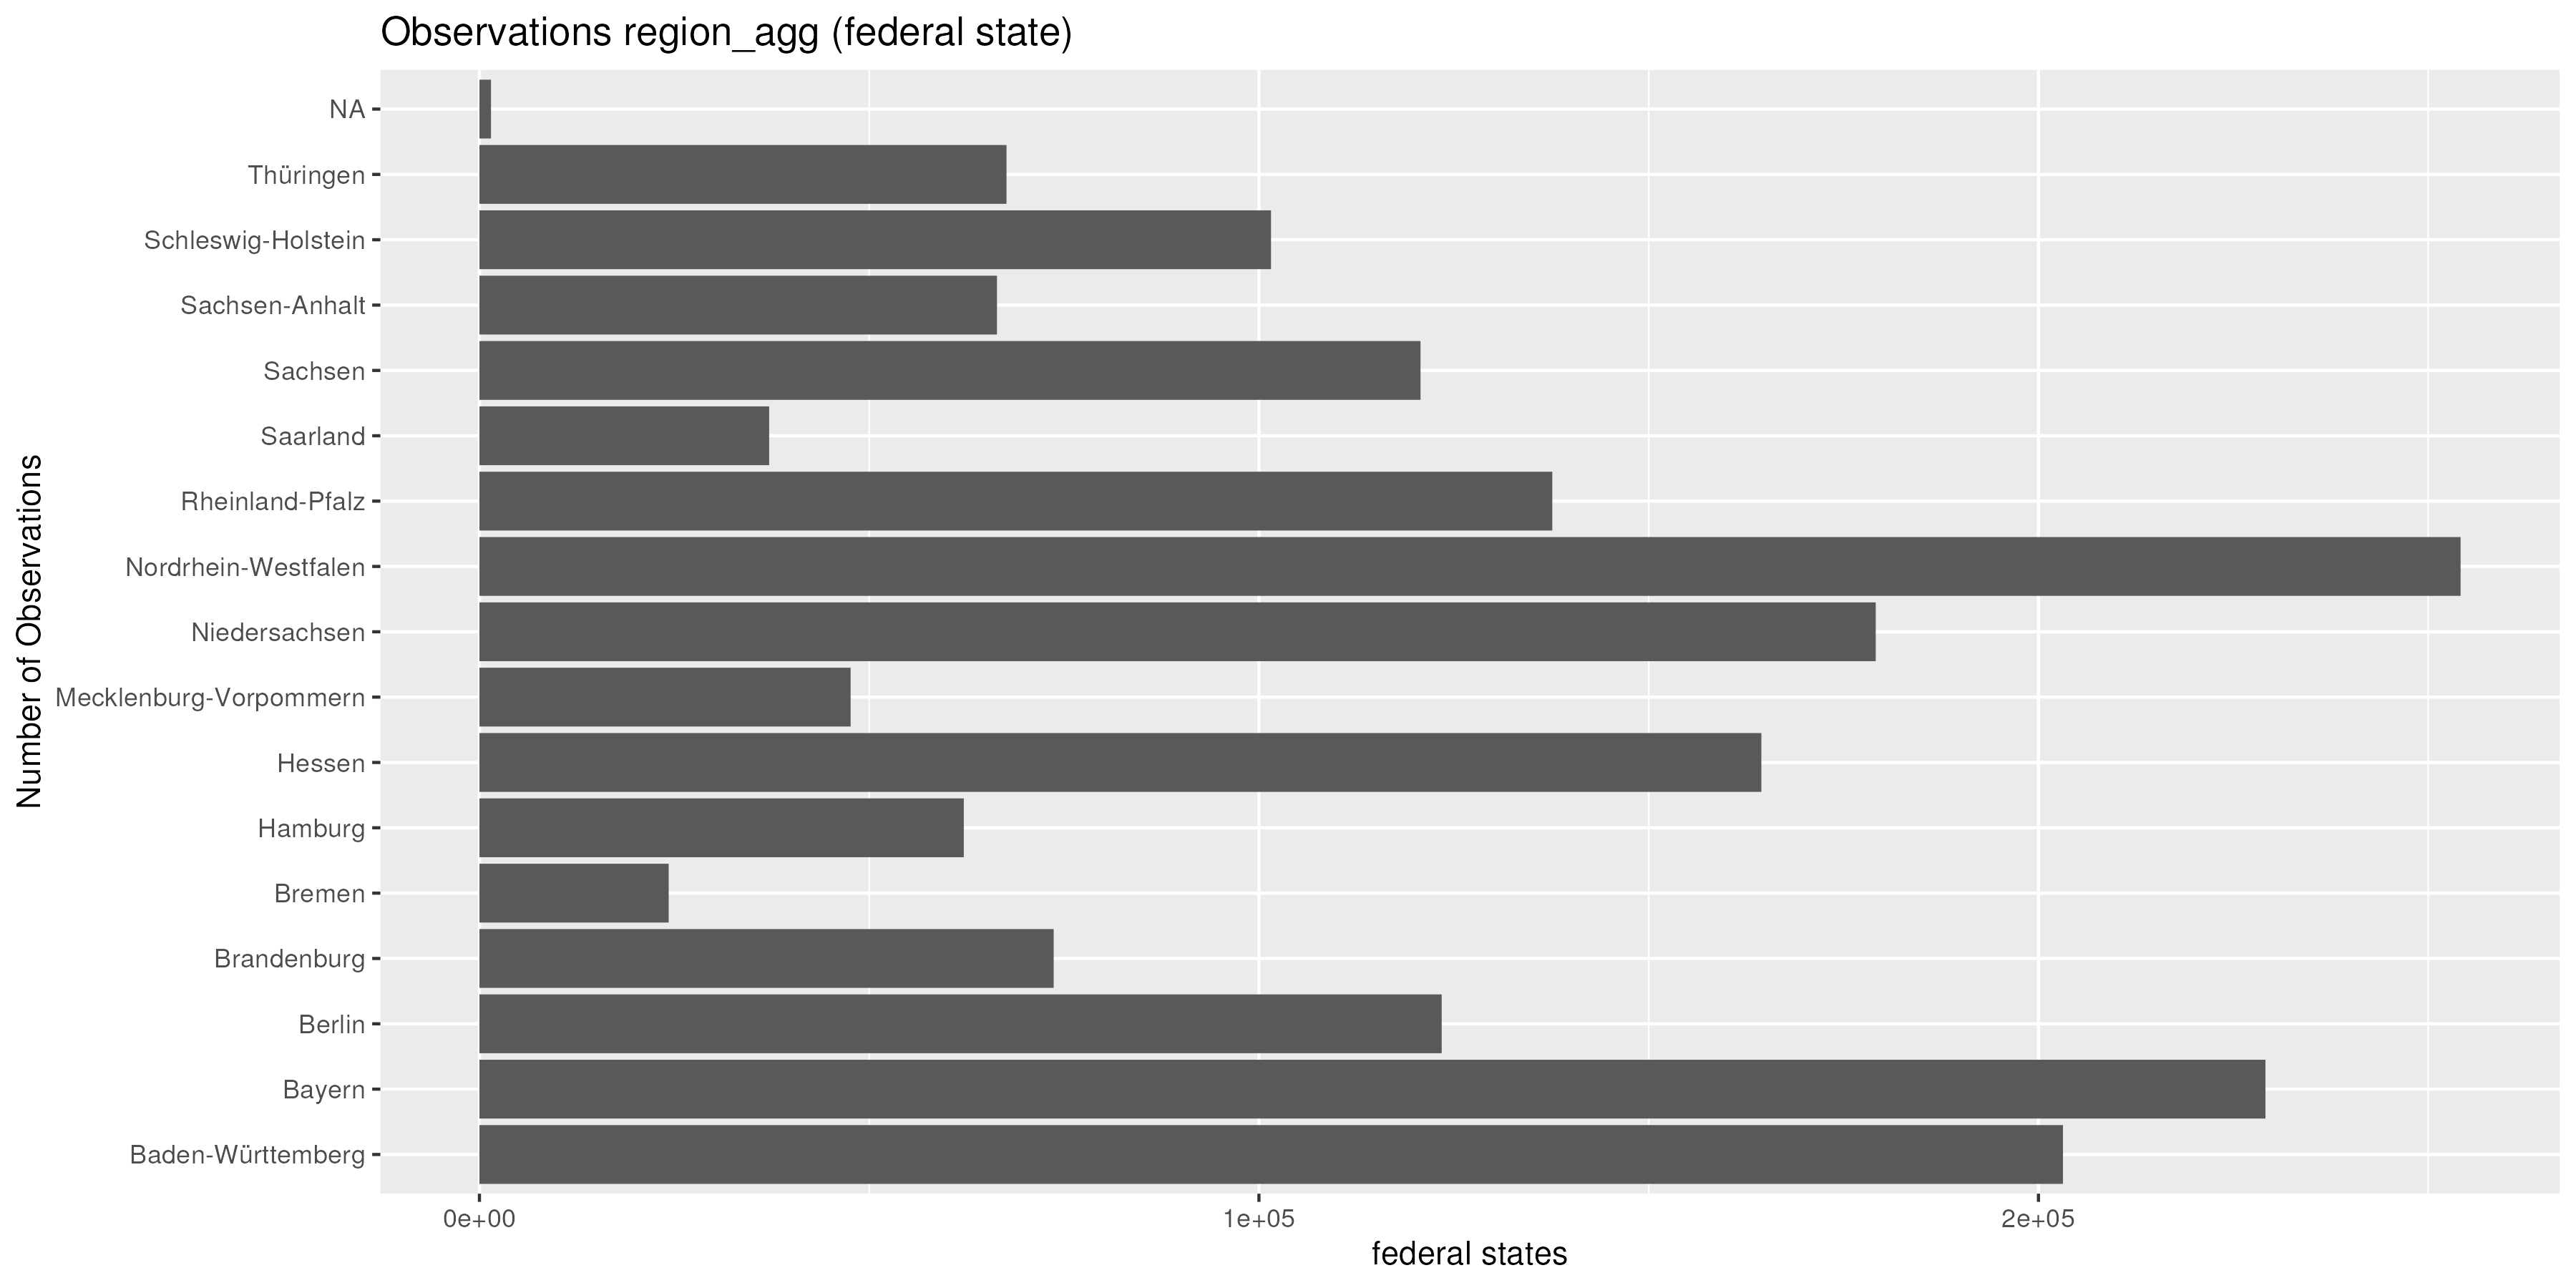 Observations region_agg (federal state)
Number of Observations
NA
Thüringen
Schleswig-Holstein
Sachsen-Anhalt
Sachsen
Saarland
Rheinland-Pfalz
Nordrhein-Westfalen
Niedersachsen
Mecklenburg-Vorpommern
Hessen
Hamburg
Bremen
Brandenburg
Berlin
Bayern
Baden-Württemberg
0e+00 1e+05 2e+05
federal states